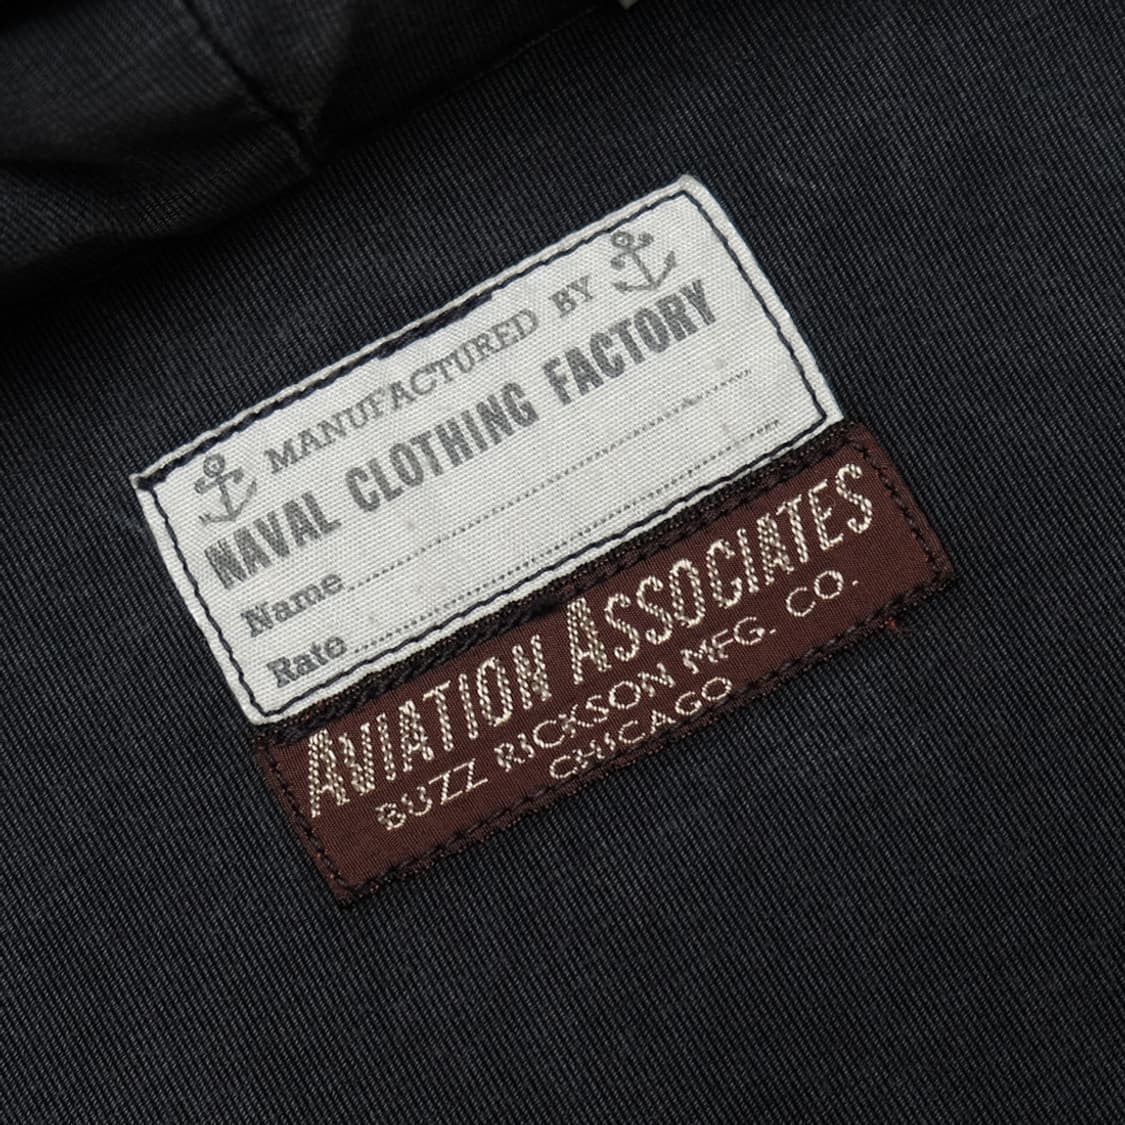 MANUFACTURED BY
NAVAL CLOTHING FACTORY
Name
Rate
AVIATION ASSOCIATES
BUZZ RICKSON MFG. CO.
CHICAGO